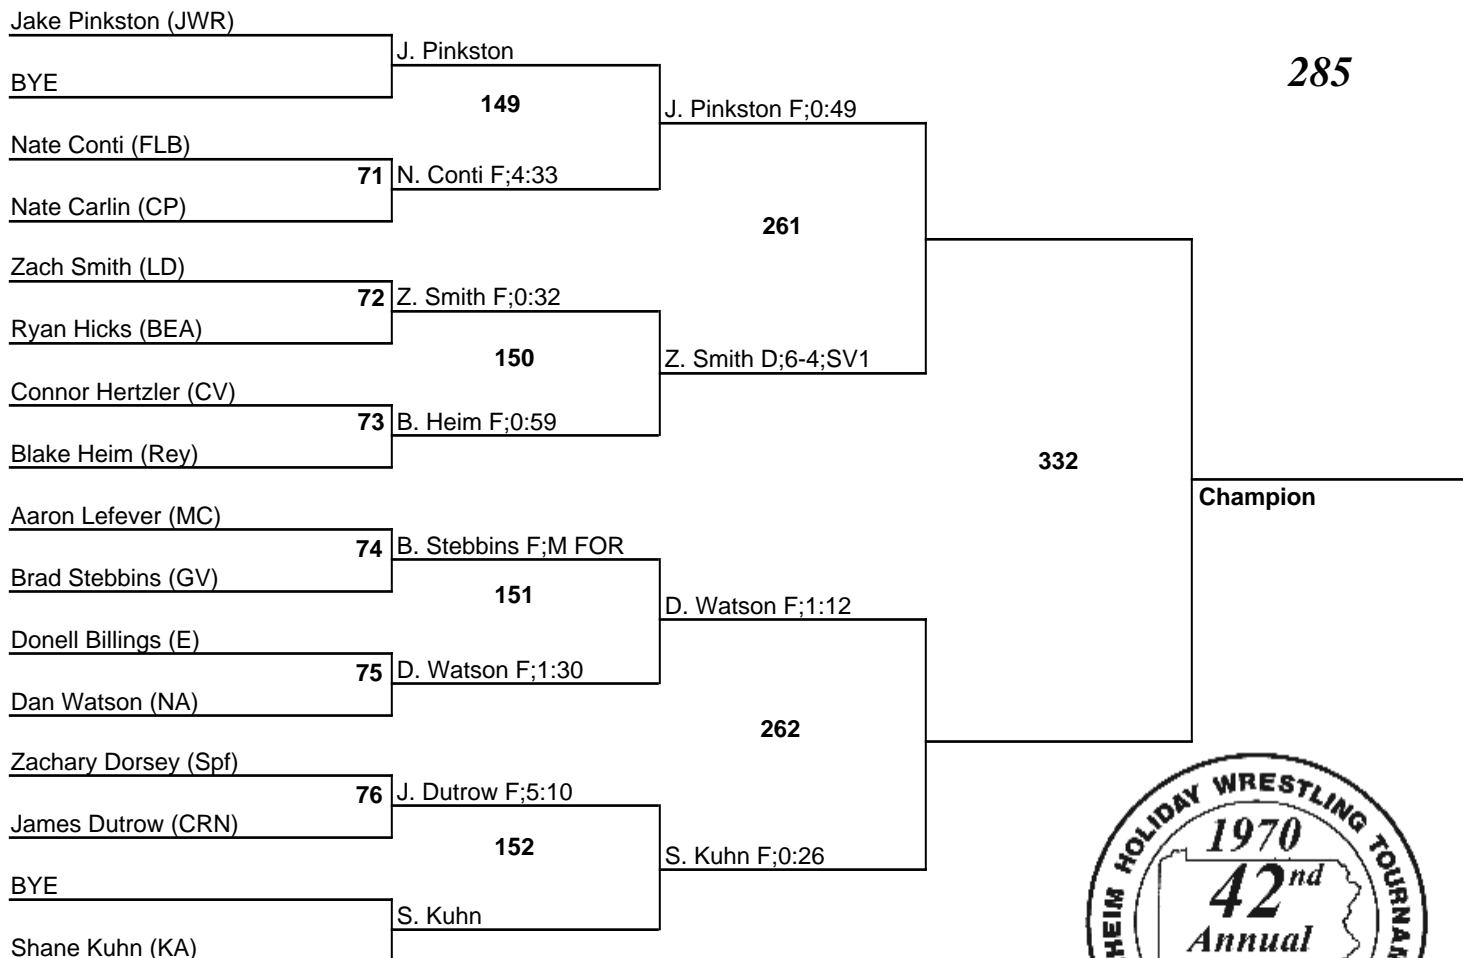 Jake Pinkston (JWR)
J. Pinkston
BYE
285
149
J. Pinkston F;0:49
Nate Conti (FLB)
71 N. Conti F;4:33
Nate Carlin (CP)
261
Zach Smith (LD)
72 Z. Smith F;0:32
Ryan Hicks (BEA)
150
Z. Smith D;6-4;SV1
Connor Hertzler (CV)
73 B. Heim F;0:59
Blake Heim (Rey)
332
Champion
Aaron Lefever (MC)
74 B. Stebbins F;M FOR
Brad Stebbins (GV)
151
D. Watson F;1:12
Donell Billings (E)
75 D. Watson F;1:30
Dan Watson (NA)
262
Zachary Dorsey (Spf)
76 J. Dutrow F;5:10
James Dutrow (CRN)
152
S. Kuhn F;0:26
BYE
S. Kuhn
Shane Kuhn (KA)
HEIM HOLIDAY WRESTLING TOURNAM
1970
42nd
Annual